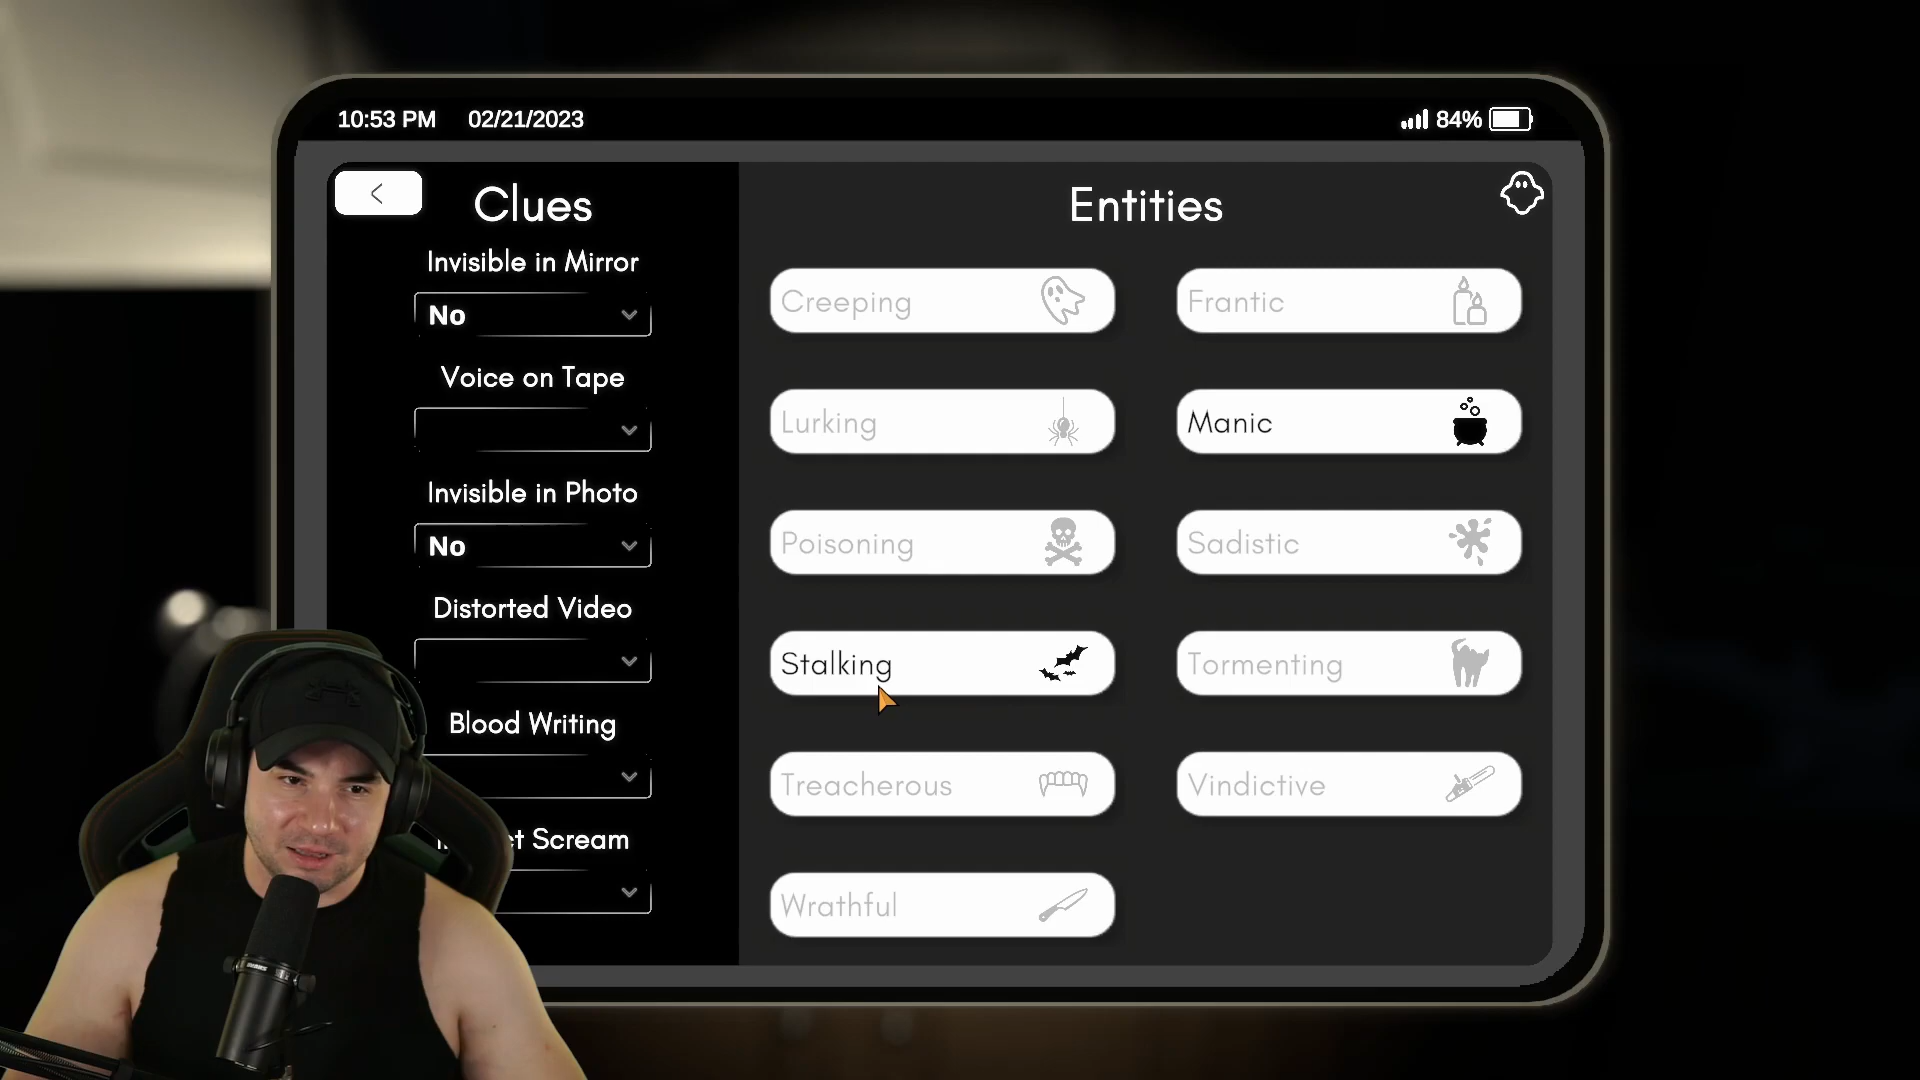 10:53 PM 02/21/2023 84%
Clues
Invisible in Mirror
No
Voice on Tape
Invisible in Photo
No
Distorted Video
Blood Writing
Scream
Entities
Creeping
Frantic
Lurking
Manic
Poisoning
Sadistic
Stalking
Tormenting
Treacherous
Vindictive
Wrathful